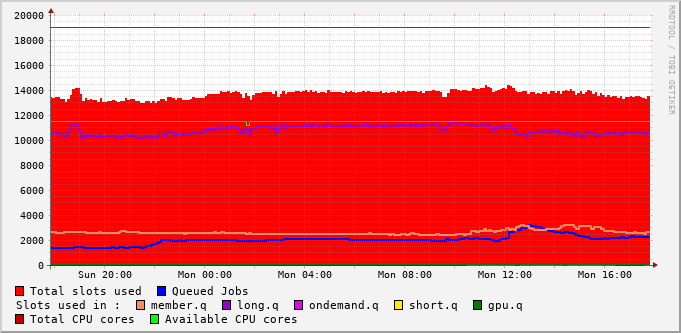 20000
18000
16000
14000
12000
10000
8000
6000
4000
2000
0
Sun 20:00 Mon 00:00 Mon 04:00 Mon 08:00 Mon 12:00 Mon 16:00
Total slots used Queued Jobs
Slots used in : member.q long.q ondemand.q short.q gpu.q
Total CPU cores Available CPU cores
RRDTOOL / TOBI OETIKER